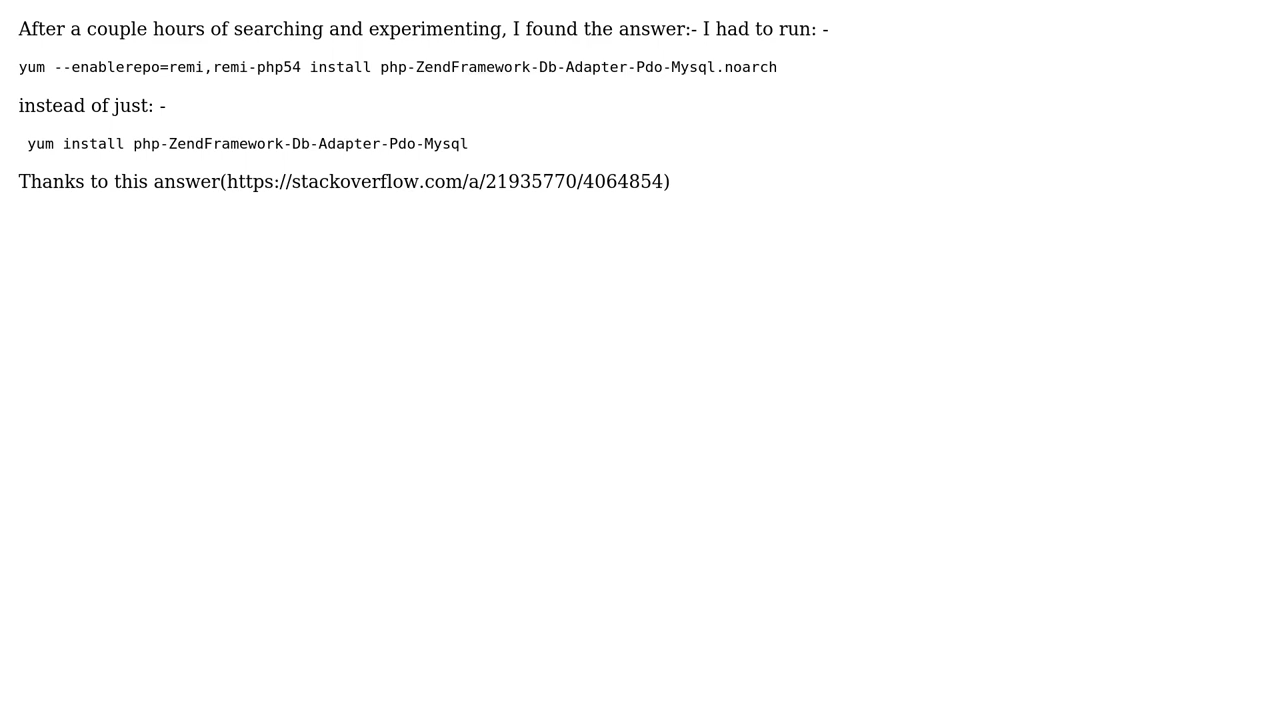 After a couple hours of searching and experimenting, I found the answer:- I had to run: -
yum --enablerepo=remi,remi-php54 install php-ZendFramework-Db-Adapter-Pdo-Mysql.noarch
instead of just: -
yum install php-ZendFramework-Db-Adapter-Pdo-Mysql
Thanks to this answer(https://stackoverflow.com/a/21935770/4064854)